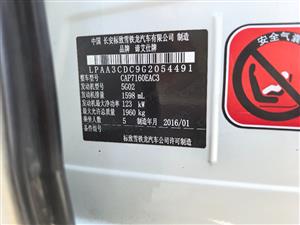 中国 长安标致雪铁龙汽车有限公司 制造
品牌 谛艾仕牌
LPAA3CDC9G2054491
整车型号 CAP7160EAC3
发动机型号 5G02
发动机排量 1598 mL
发动机最大净功率 123 kW
最大允许总质量 1960 kg
乘坐人数 5 制造年月 2016/01
标致雪铁龙汽车公司许可制造
安全气囊